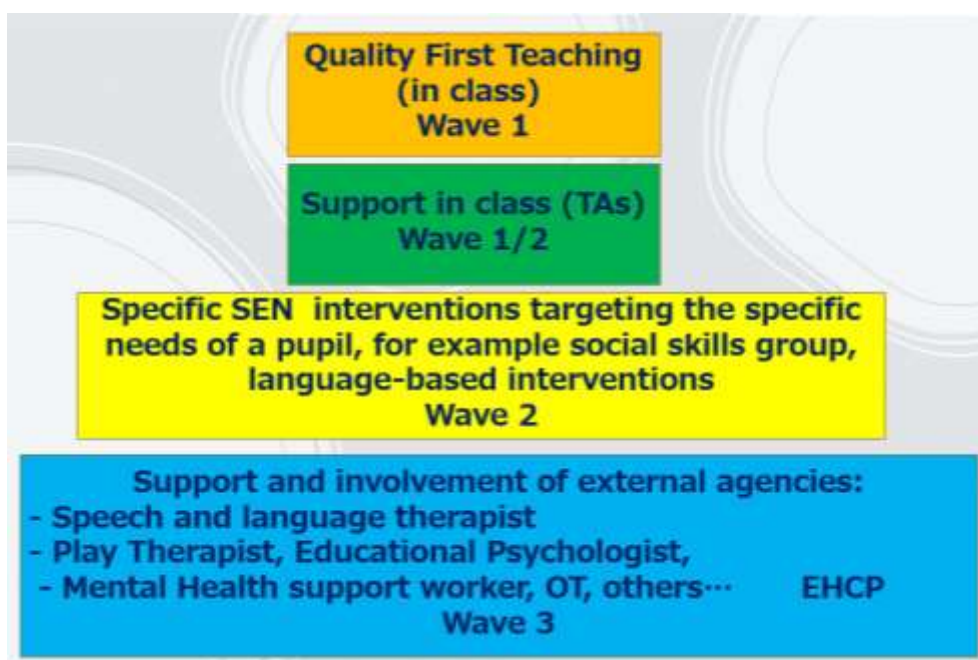 Quality First Teaching
(in class)
Wave 1
Support in class (TAs)
Wave 1/2
Specific SEN  interventions targeting the specific
needs of a pupil, for example social skills group,
language-based interventions
Wave 2
Support and involvement of external agencies:
- Speech and language therapist
- Play Therapist, Educational Psychologist,
- Mental Health support worker, OT, others… EHCP
Wave 3